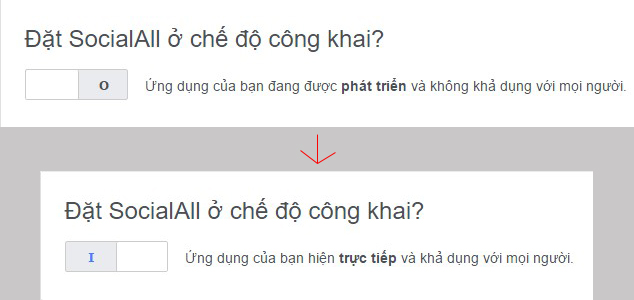 Đặt SocialAll ở chế độ công khai?
O Ứng dụng của bạn đang được phát triển và không khả dụng với mọi người.
Đặt SocialAll ở chế độ công khai?
I Ứng dụng của bạn hiện trực tiếp và khả dụng với mọi người.